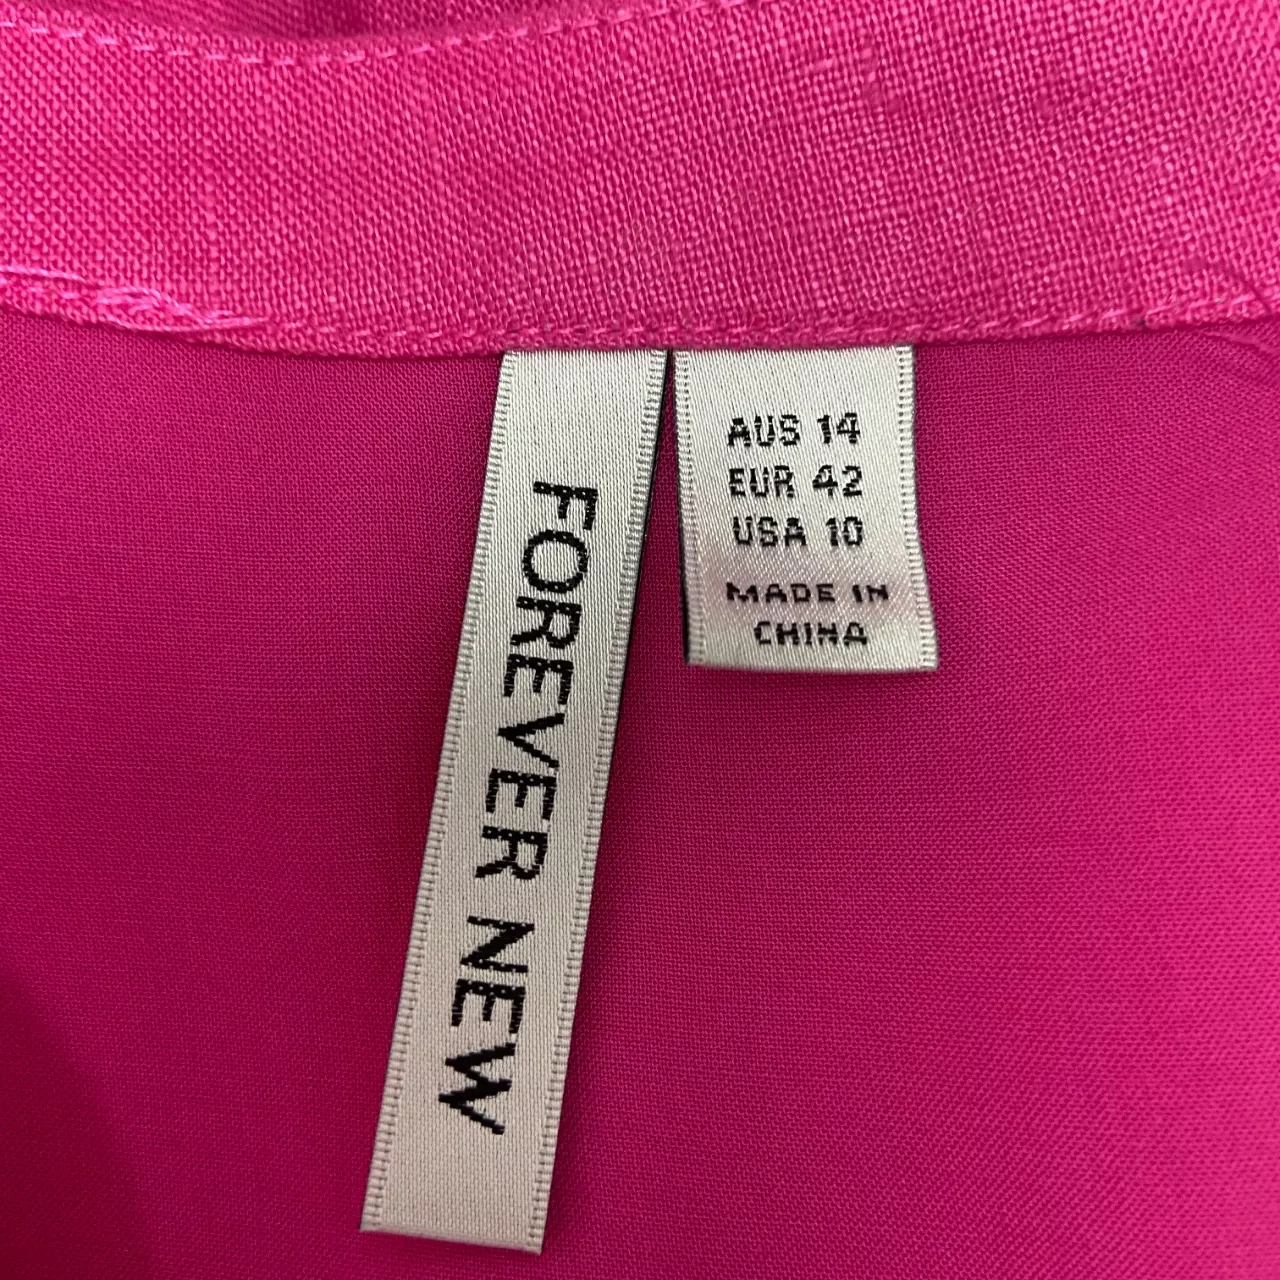 FOREVER NEW
AUS 14
EUR 42
USA 10
MADE IN
CHINA